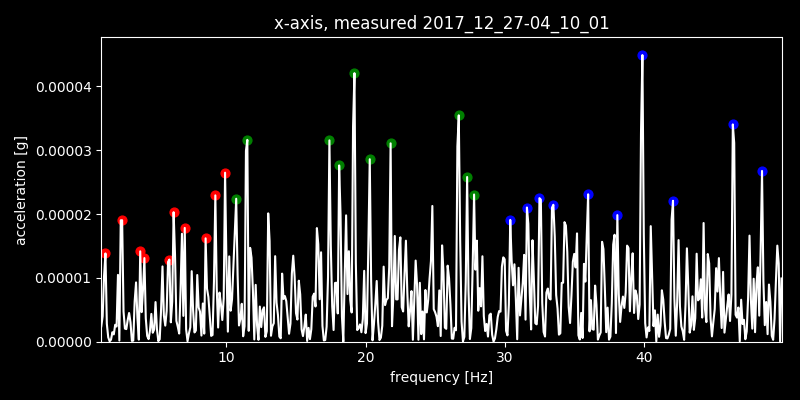 x-axis, measured 2017_12_27-04_10_01
acceleration [g]
0.00004
0.00003
0.00002
0.00001
0.00000
10 20 30 40
frequency [Hz]